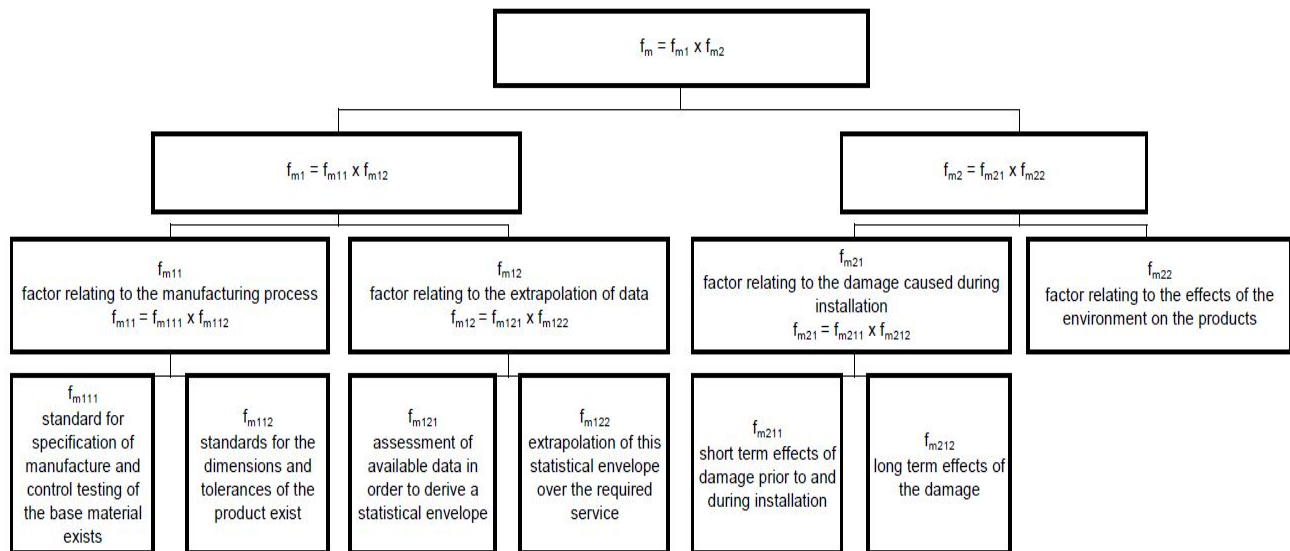 fm = fm1 x fm2
fm1 = fm11 x fm12
fm2 = fm21 x fm22
fm11
factor relating to the manufacturing process
fm11 = fm111 x fm112
fm12
factor relating to the extrapolation of data
fm12 = fm121 x fm122
fm21
factor relating to the damage caused during
installation
fm21 = fm211 x fm212
fm22
factor relating to the effects of the
environment on the products
fm111
standard for
specification of
manufacture and
control testing of
the base material
exists
fm112
standards for the
dimensions and
tolerances of the
product exist
fm121
assessment of
available data in
order to derive a
statistical envelope
fm122
extrapolation of this
statistical envelope
over the required
service
fm211
short term effects of
damage prior to and
during installation
fm212
long term effects of
the damage